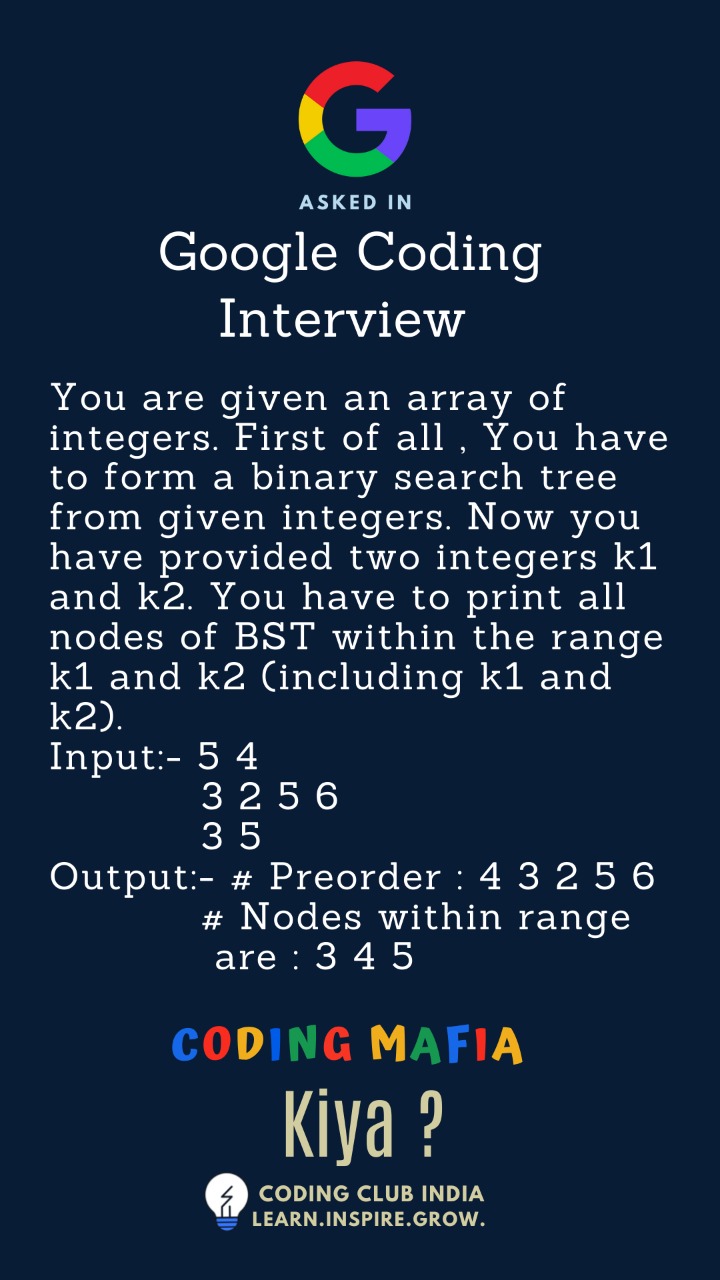 ASKED IN
Google Coding
Interview
You are given an array of
integers. First of all , You have
to form a binary search tree
from given integers. Now you
have provided two integers k1
and k2. You have to print all
nodes of BST within the range
k1 and k2 (including k1 and
k2).
Input:- 5 4
3 2 5 6
3 5
Output:- # Preorder : 4 3 2 5 6
# Nodes within range
are : 3 4 5
CODING MAFIA
Kiya ?
CODING CLUB INDIA
LEARN.INSPIRE.GROW.